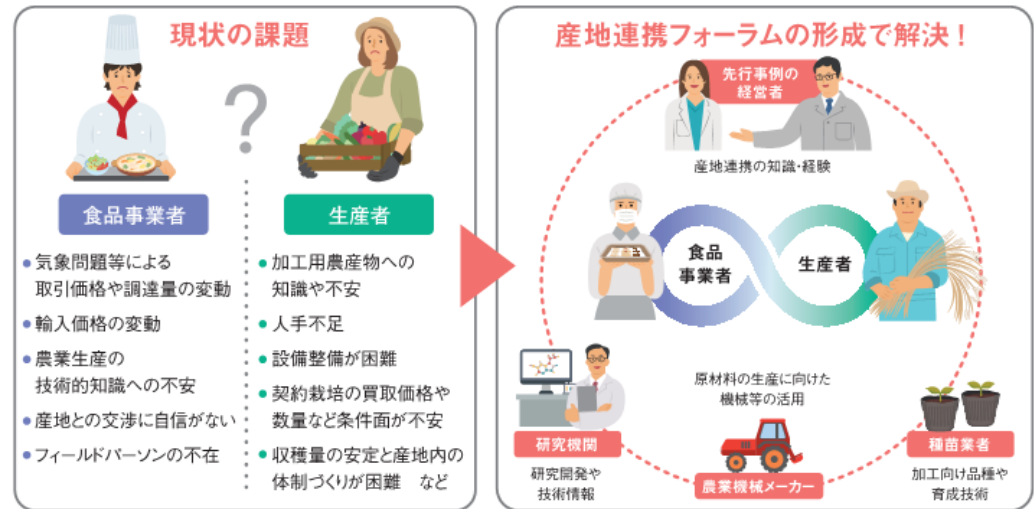 現状の課題
?
食品事業者
● 気象問題等による
取引価格や調達量の変動
● 輸入価格の変動
● 農業生産の
技術的知識への不安
● 産地との交渉に自信がない
● フィールドパーソンの不在
生産者
● 加工用農産物への
知識や不安
● 人手不足
● 設備整備が困難
● 契約栽培の買取価格や
数量など条件面が不安
● 収穫量の安定と産地内の
体制づくりが困難 など
産地連携フォーラムの形成で解決!
先行事例の
経営者
産地連携の知識・経験
食品
事業者
生産者
原材料の生産に向けた
機械等の活用
研究機関
研究開発や
技術情報
農業機械メーカー
種苗業者
加工向け品種や
育成技術